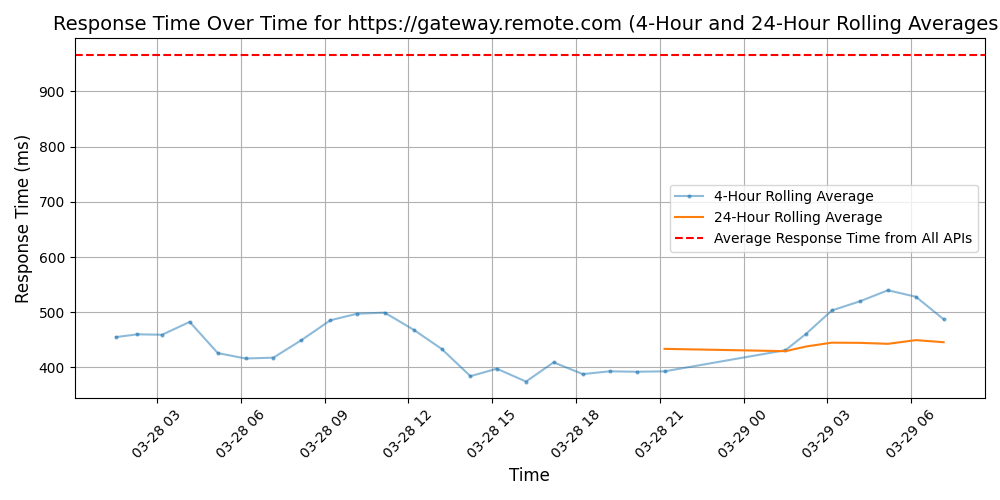 Response Time Over Time for https://gateway.remote.com (4-Hour and 24-Hour Rolling Averages
Response Time (ms)
900
800
700
600
500
400
4-Hour Rolling Average
24-Hour Rolling Average
Average Response Time from All APIs
03-28 03
03-28 06
03-28 09
03-28 12
03-28 15
03-28 18
03-28 21
03-29 00
03-29 03
03-29 06
Time